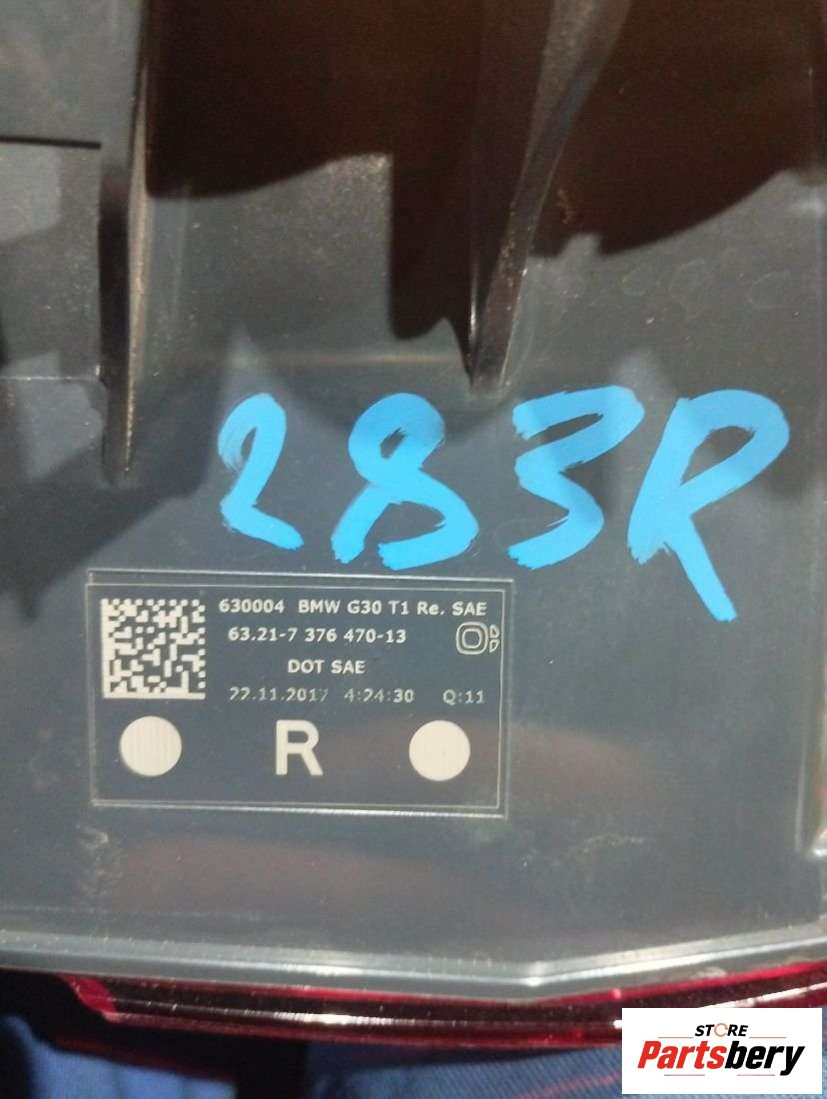 283R
630004 BMW G30 T1 Re. SAE
63.21-7 376 470-13
DOT SAE
22.11.2017 4:24:30 Q:11
R
STORE
Partsbery